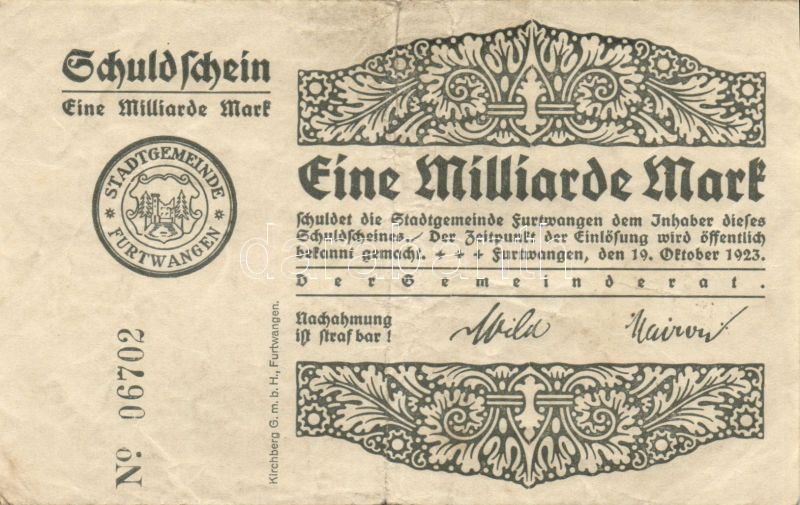 Schuldschein
Eine Milliarde Mark
STADTGEMEINDE
FURTWANGEN
No 06702
Kirchberg G. m. b. H., Furtwangen.
Eine Milliarde Mark
schuldet die Stadtgemeinde Furtwangen dem Inhaber dieses
Schuldscheines. Der Zeitpunkt der Einlösung wird öffentlich
bekannt gemacht. + + + Furtwangen, den 19. Oktober 1923.
Der Gemeinderat.
Nachahmung
ist strafbar!
darabanth